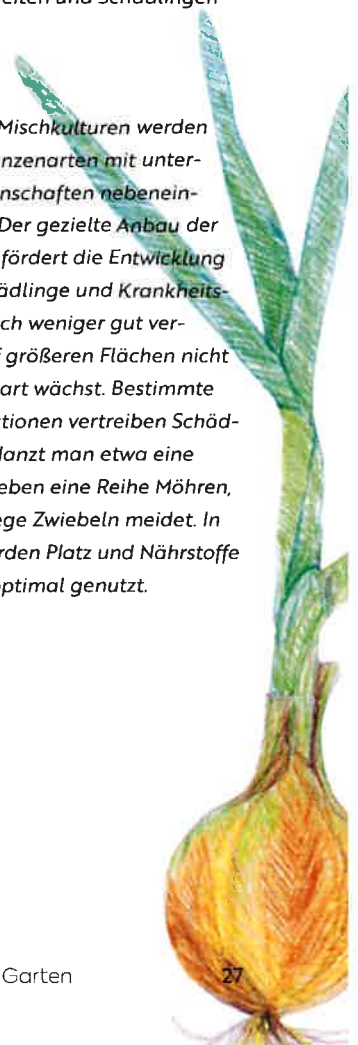 eiten und Schädlingen
Mischkulturen werden
nzenarten mit unter-
nschaften nebenein-
Der gezielte Anbau der
fördert die Entwicklung
ädlinge und Krankheits-
ch weniger gut ver-
f größeren Flächen nicht
art wächst. Bestimmte
tionen vertreiben Schäd-
lanzt man etwa eine
eben eine Reihe Möhren,
ege Zwiebeln meidet. In
rden Platz und Nährstoffe
optimal genutzt.
Garten 27